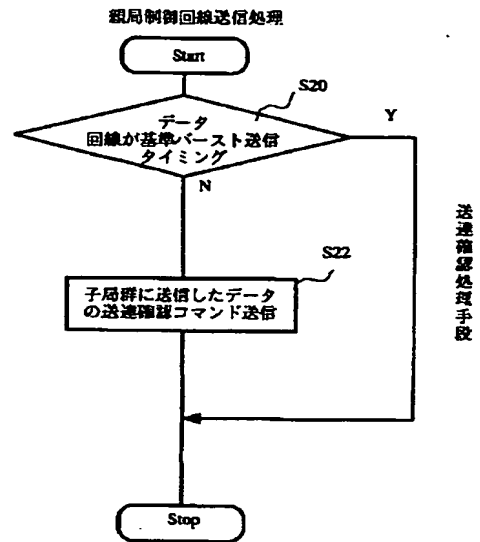 親局制御回線送信処理
Start
S20
データ
回線が基準バースト送信
タイミング
Y
N
S22
子局群に送信したデータ
の送達確認コマンド送信
送達確認処理手段
Stop